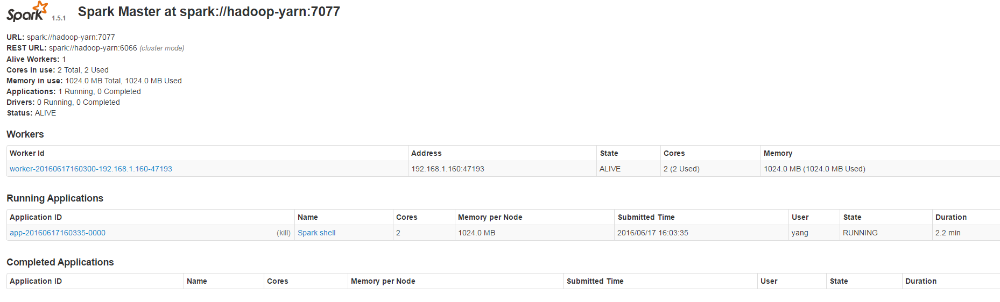 Spark 1.5.1 Spark Master at spark://hadoop-yarn:7077
URL: spark://hadoop-yarn:7077
REST URL: spark://hadoop-yarn:6066 (cluster mode)
Alive Workers: 1
Cores in use: 2 Total, 2 Used
Memory in use: 1024.0 MB Total, 1024.0 MB Used
Applications: 1 Running, 0 Completed
Drivers: 0 Running, 0 Completed
Status: ALIVE
Workers
Worker Id Address State Cores Memory
worker-20160617160300-192.168.1.160-47193 192.168.1.160:47193 ALIVE 2 (2 Used) 1024.0 MB (1024.0 MB Used)
Running Applications
Application ID Name Cores Memory per Node Submitted Time User State Duration
app-20160617160335-0000 (kill) Spark shell 2 1024.0 MB 2016/06/17 16:03:35 yang RUNNING 2.2 min
Completed Applications
Application ID Name Cores Memory per Node Submitted Time User State Duration